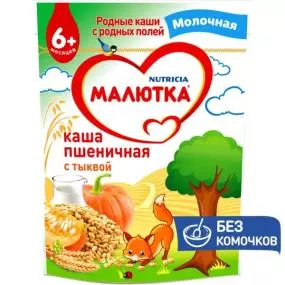 Родные каши
с родных полей
Молочная
6+
месяцев
NUTRICIA
МАЛЮТКА®
каша
пшеничная
с тыквой
БЕЗ
КОМОЧКОВ